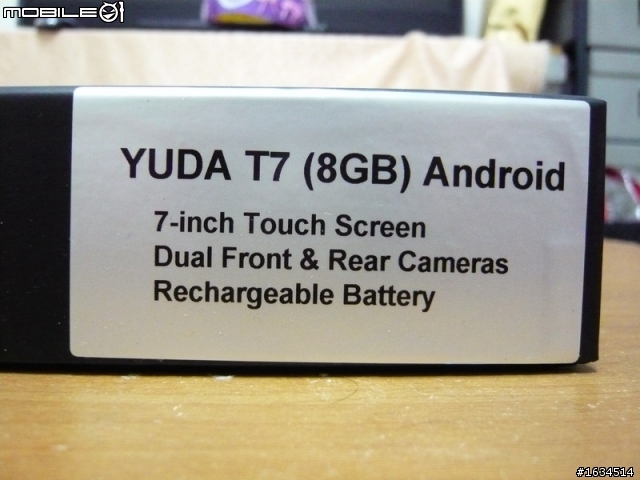 MOBILE01
YUDA T7 (8GB) Android
7-inch Touch Screen
Dual Front & Rear Cameras
Rechargeable Battery
#1634514